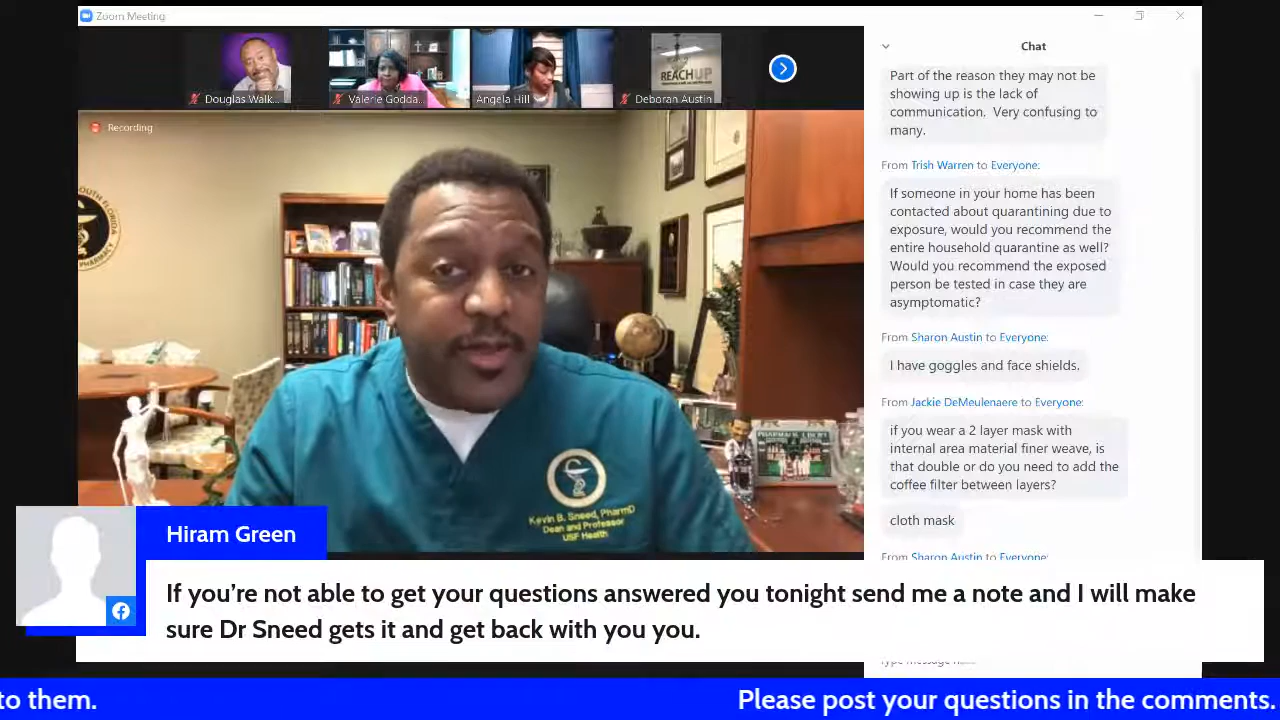 Zoom Meeting
Douglas Walk...
Valerie Godda...
Angela Hill
Deborah Austin
REACHUP
Recording
SOUTH FLORIDA
PHARMACY
Kevin B. Sneed, PharmD
Dean and Professor
USF Health
Chat
Part of the reason they may not be
showing up is the lack of
communication. Very confusing to
many.
From Trish Warren to Everyone:
If someone in your home has been
contacted about quarantining due to
exposure, would you recommend the
entire household quarantine as well?
Would you recommend the exposed
person be tested in case they are
asymptomatic?
From Sharon Austin to Everyone:
I have goggles and face shields.
From Jackie DeMeulenaere to Everyone:
if you wear a 2 layer mask with
internal area material finer weave, is
that double or do you need to add the
coffee filter between layers?
cloth mask
From Sharon Austin to Everyone:
Hiram Green
If you’re not able to get your questions answered you tonight send me a note and I will make
sure Dr Sneed gets it and get back with you you.
to them.
Please post your questions in the comments.